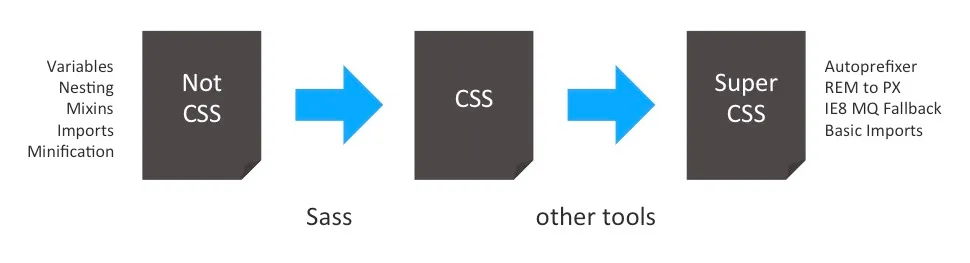 Variables
Nesting
Mixins
Imports
Minification
Not
CSS
CSS
Super
CSS
Autoprefixer
REM to PX
IE8 MQ Fallback
Basic Imports
Sass
other tools